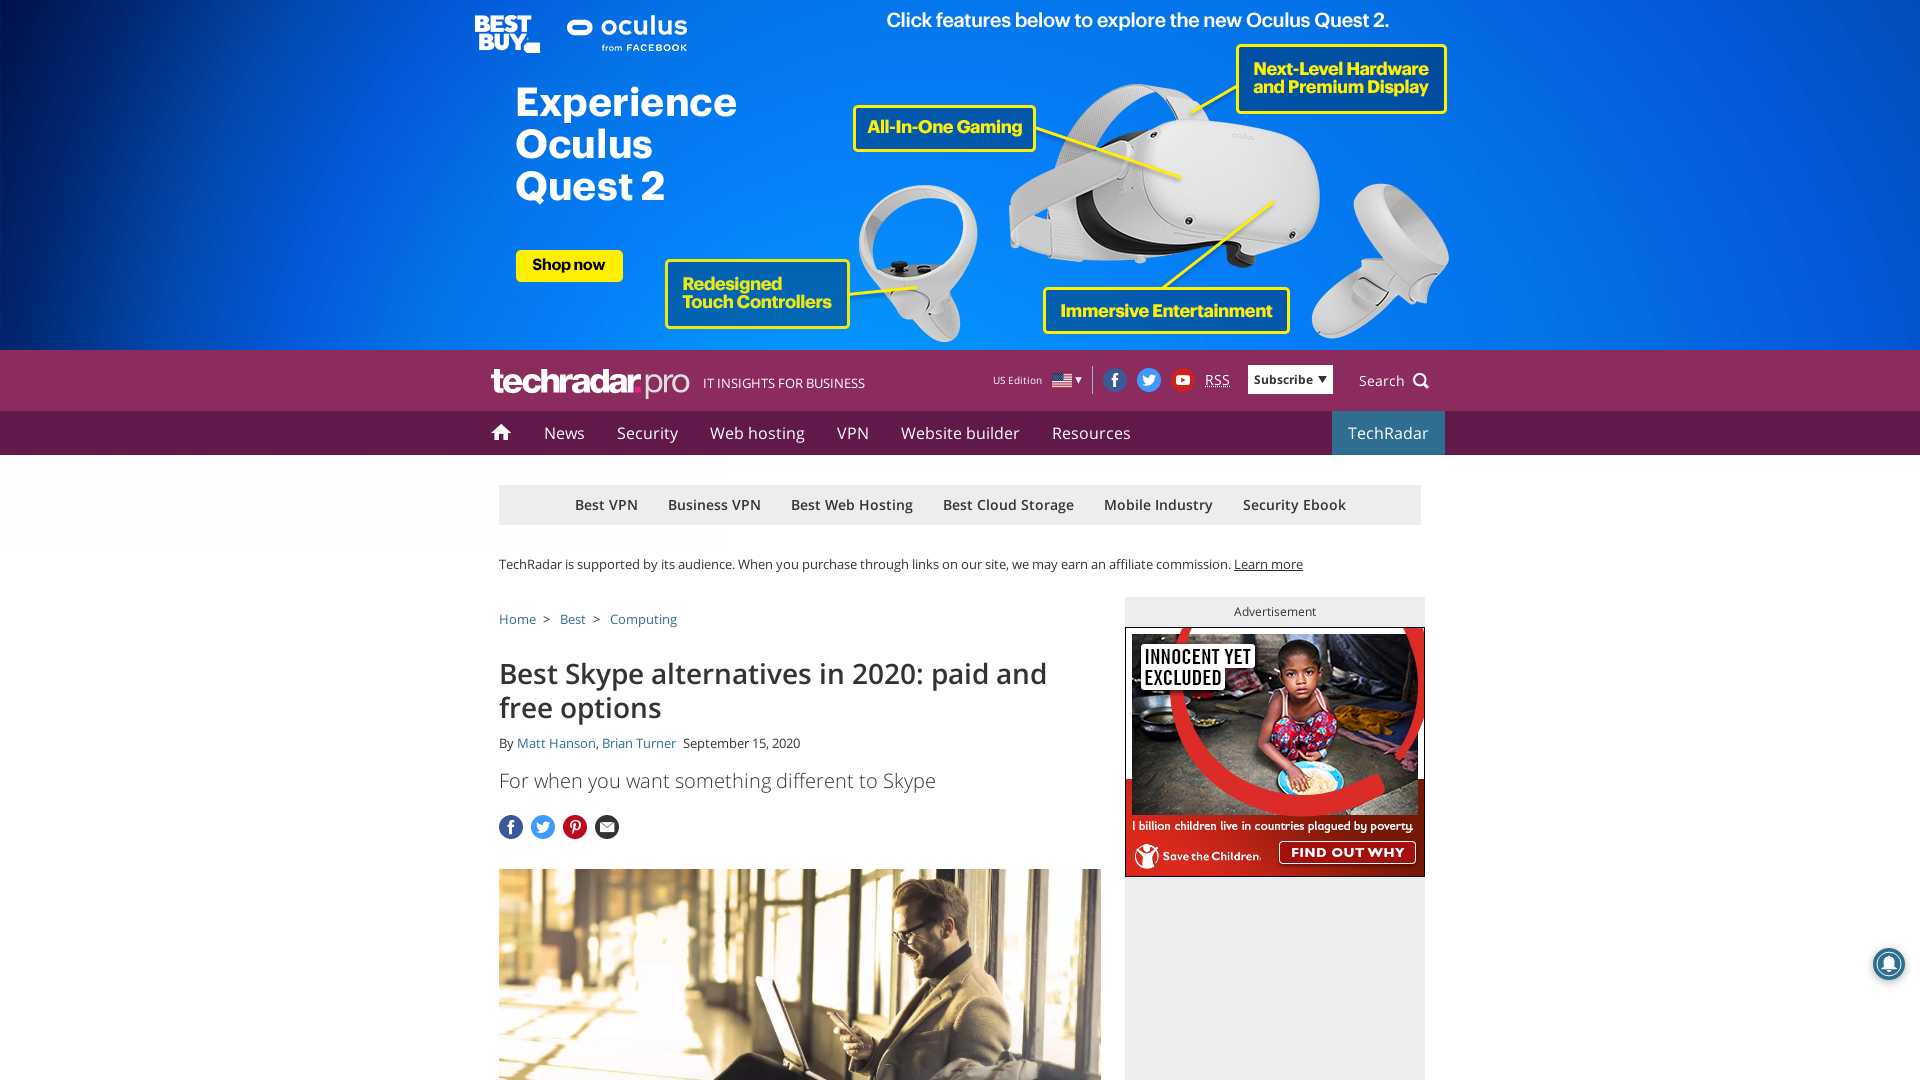 BEST BUY
oculus
from FACEBOOK
Click features below to explore the new Oculus Quest 2.
Experience
Oculus
Quest 2
Shop now
Next-Level Hardware
and Premium Display
All-In-One Gaming
Redesigned
Touch Controllers
Immersive Entertainment
oculus
techradar.pro
IT INSIGHTS FOR BUSINESS
US Edition
RSS
Subscribe
Search
News
Security
Web hosting
VPN
Website builder
Resources
TechRadar
Best VPN
Business VPN
Best Web Hosting
Best Cloud Storage
Mobile Industry
Security Ebook
TechRadar is supported by its audience. When you purchase through links on our site, we may earn an affiliate commission. Learn more
Home > Best > Computing
Best Skype alternatives in 2020: paid and
free options
By Matt Hanson, Brian Turner September 15, 2020
For when you want something different to Skype
Advertisement
INNOCENT YET
EXCLUDED
1 billion children live in countries plagued by poverty.
Save the Children.
FIND OUT WHY